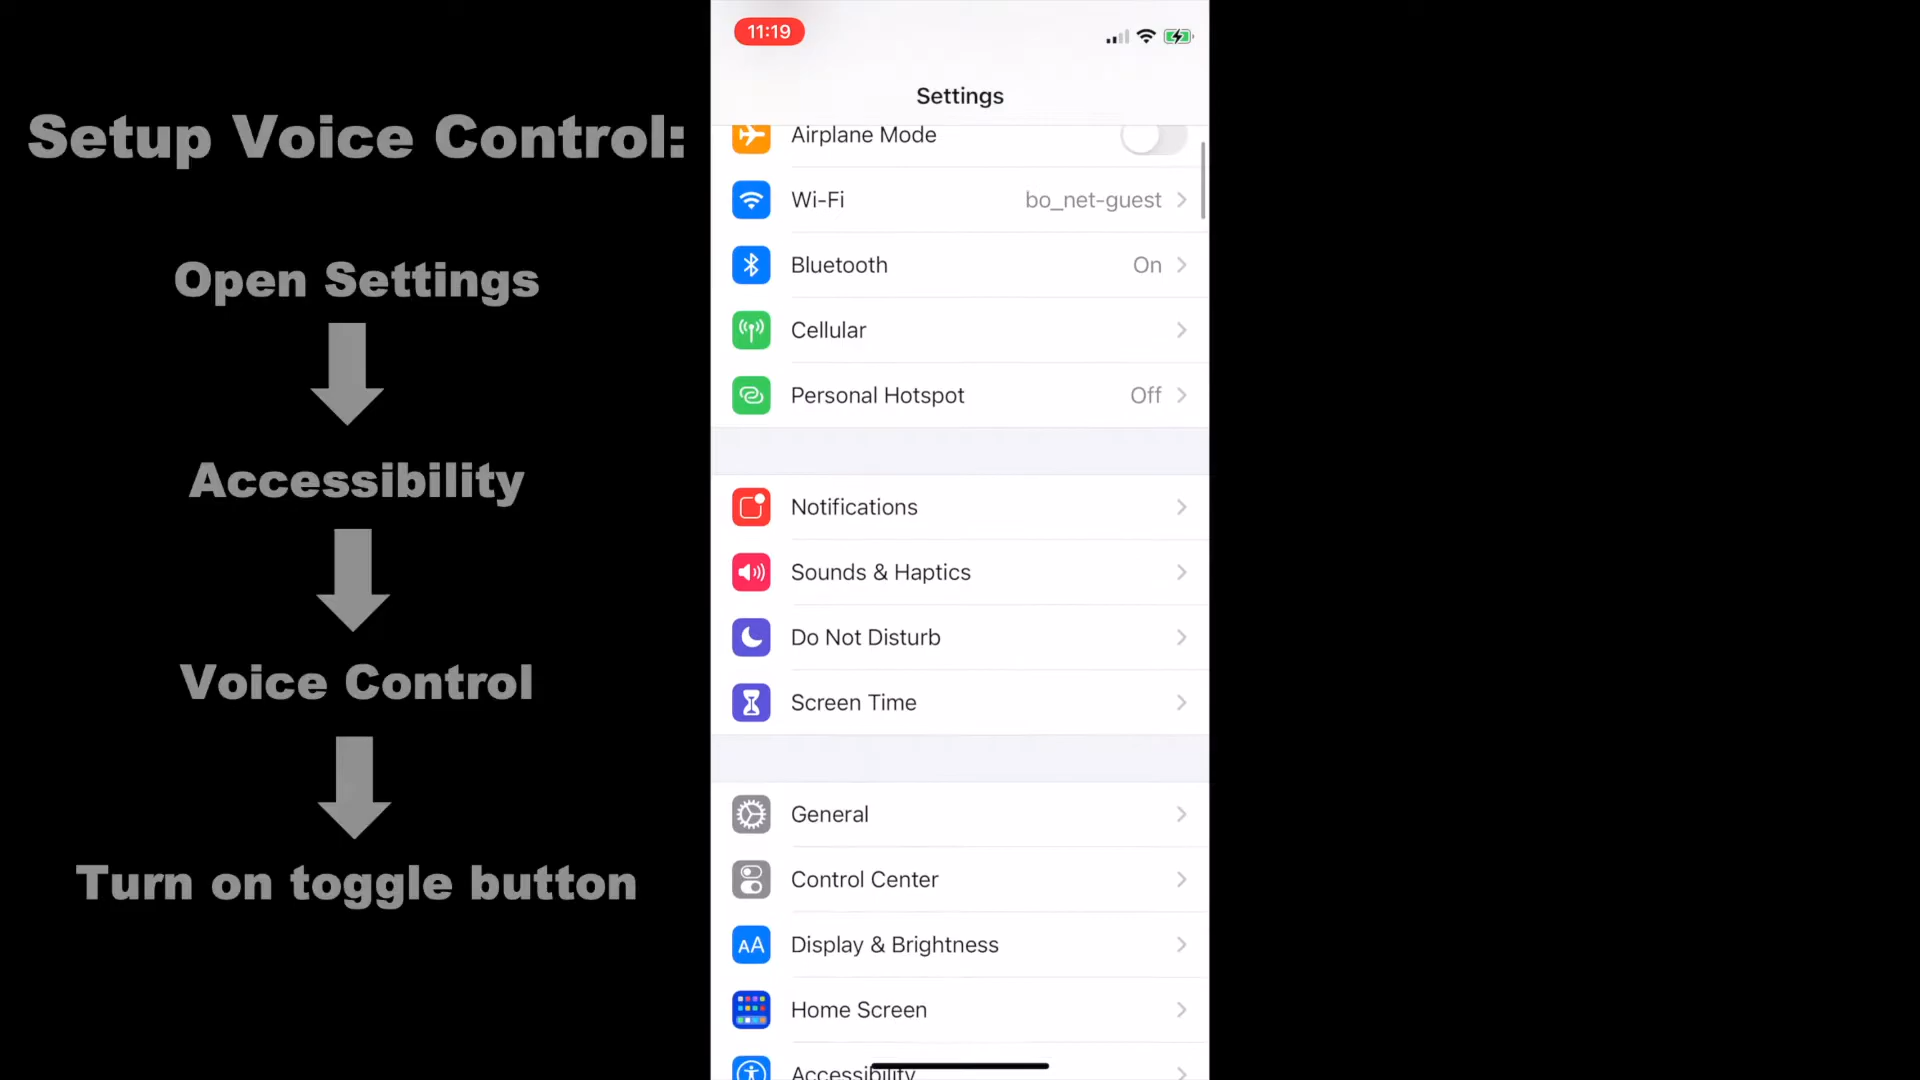 Setup Voice Control:
Open Settings
Accessibility
Voice Control
Turn on toggle button
11:19
Settings
Airplane Mode
Wi-Fi bo_net-guest
Bluetooth On
Cellular
Personal Hotspot Off
Notifications
Sounds & Haptics
Do Not Disturb
Screen Time
General
Control Center
AA Display & Brightness
Home Screen
Accessibility